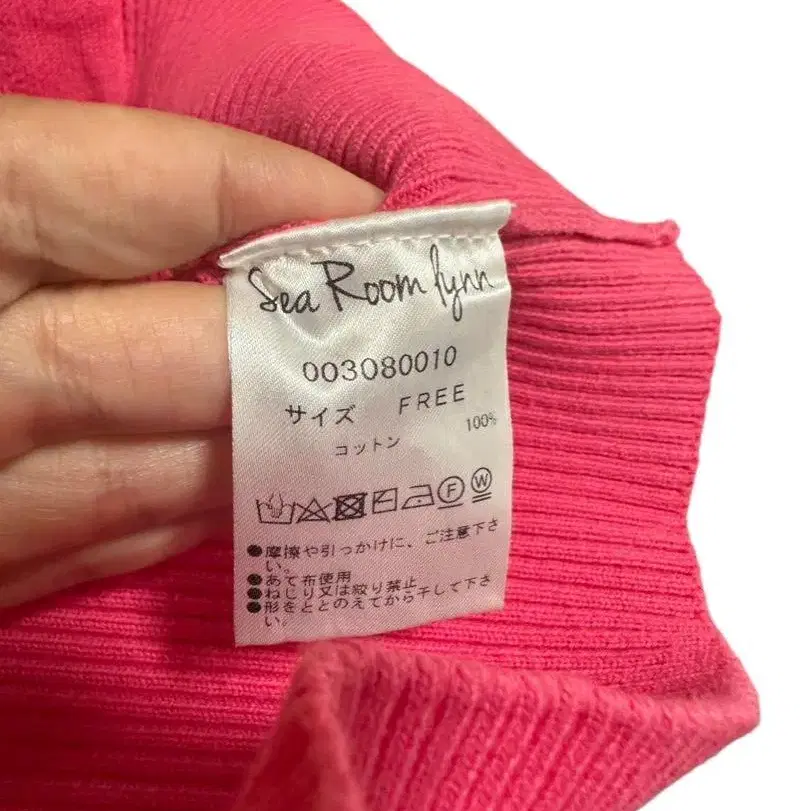 Sea Room lynn
003080010
サイズ FREE
コットン 100%
F W
●摩擦や引っかけに、ご注意下さ
い。
●あて布使用
●ねじり又は絞り禁止
●形をととのえてから干して下さ
い。